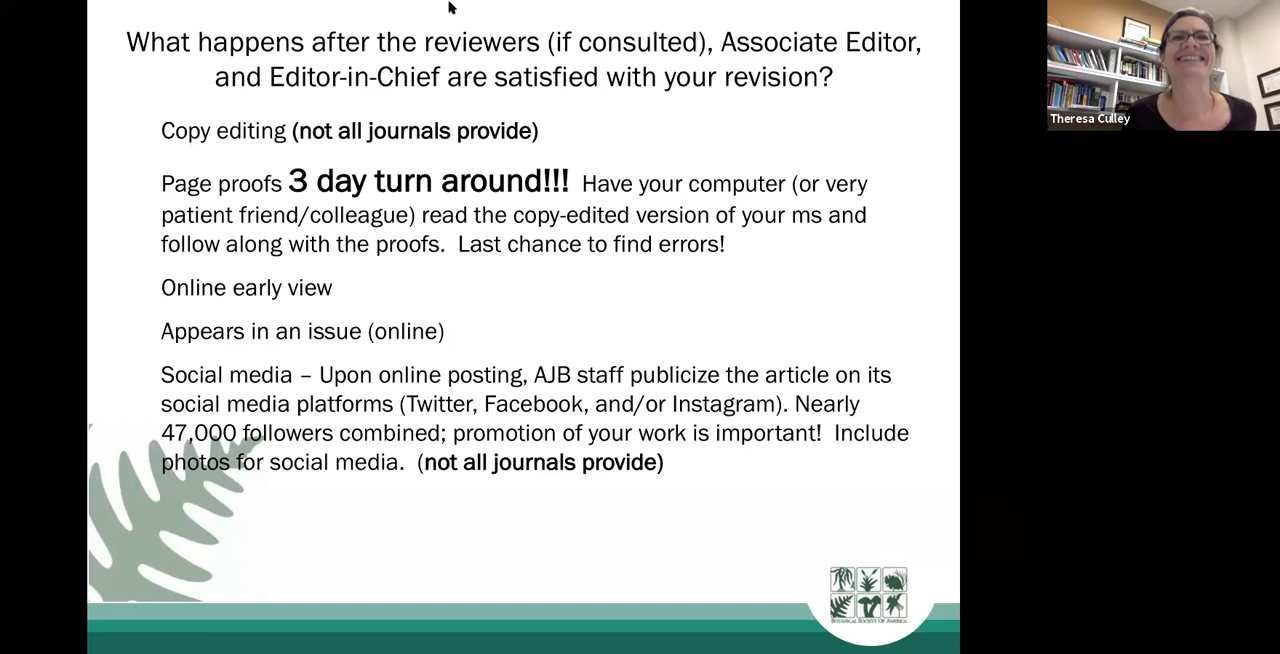 What happens after the reviewers (if consulted), Associate Editor,
and Editor-in-Chief are satisfied with your revision?
Copy editing (not all journals provide)
Page proofs 3 day turn around!!! Have your computer (or very
patient friend/colleague) read the copy-edited version of your ms and
follow along with the proofs. Last chance to find errors!
Online early view
Appears in an issue (online)
Social media – Upon online posting, AJB staff publicize the article on its
social media platforms (Twitter, Facebook, and/or Instagram). Nearly
47,000 followers combined; promotion of your work is important! Include
photos for social media. (not all journals provide)
BOTANICAL SOCIETY OF AMERICA
Theresa Culley